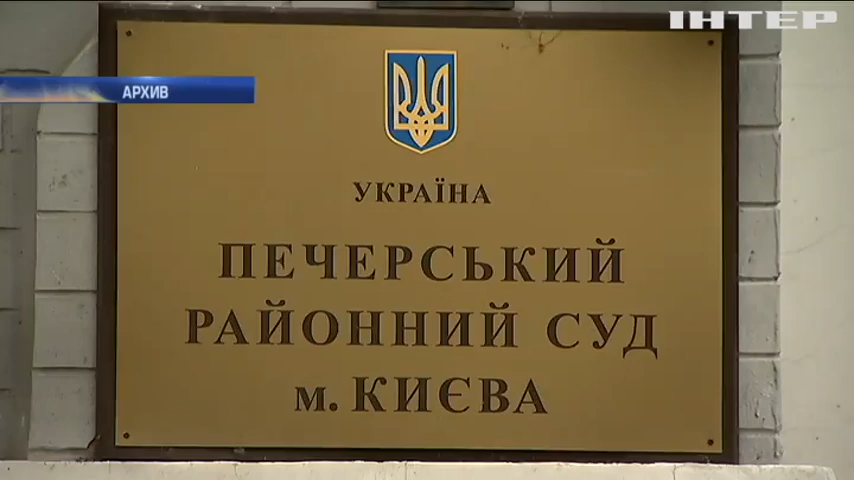 ІНТЕР
АРХИВ
УКРАЇНА
ПЕЧЕРСЬКИЙ
РАЙОННИЙ СУД
м. КИЄВА